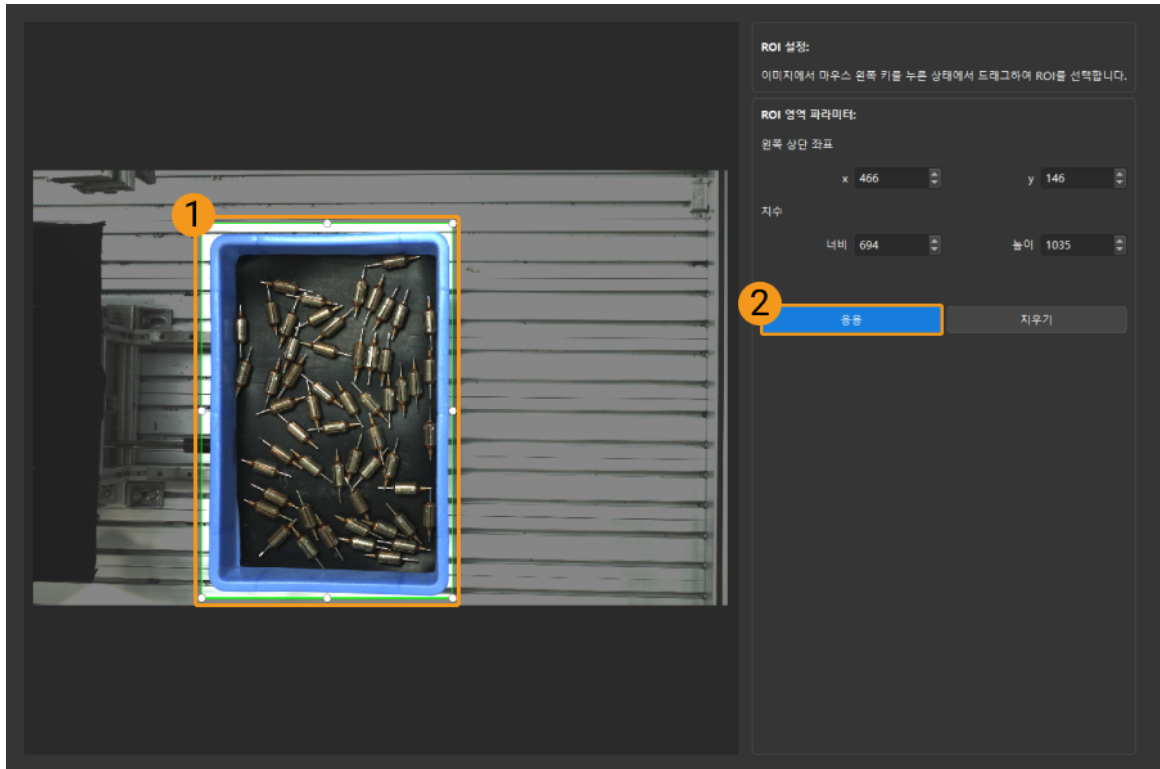 ROI 설정:
이미지에서 마우스 왼쪽 키를 누른 상태에서 드래그하여 ROI를 선택합니다.
ROI 영역 파라미터:
왼쪽 상단 좌표
x 466 y 146
치수
너비 694 높이 1035
1
2
응용 지우기